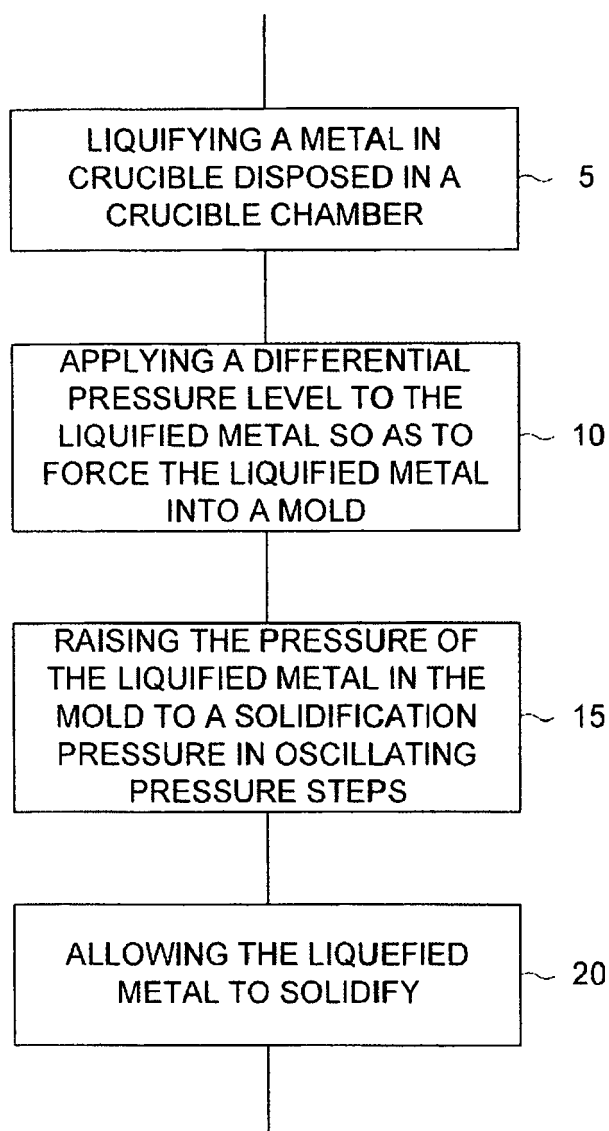 LIQUIFYING A METAL IN
CRUCIBLE DISPOSED IN A
CRUCIBLE CHAMBER
5
APPLYING A DIFFERENTIAL
PRESSURE LEVEL TO THE
LIQUIFIED METAL SO AS TO
FORCE THE LIQUIFIED METAL
INTO A MOLD
10
RAISING THE PRESSURE OF
THE LIQUIFIED METAL IN THE
MOLD TO A SOLIDIFICATION
PRESSURE IN OSCILLATING
PRESSURE STEPS
15
ALLOWING THE LIQUEFIED
METAL TO SOLIDIFY
20